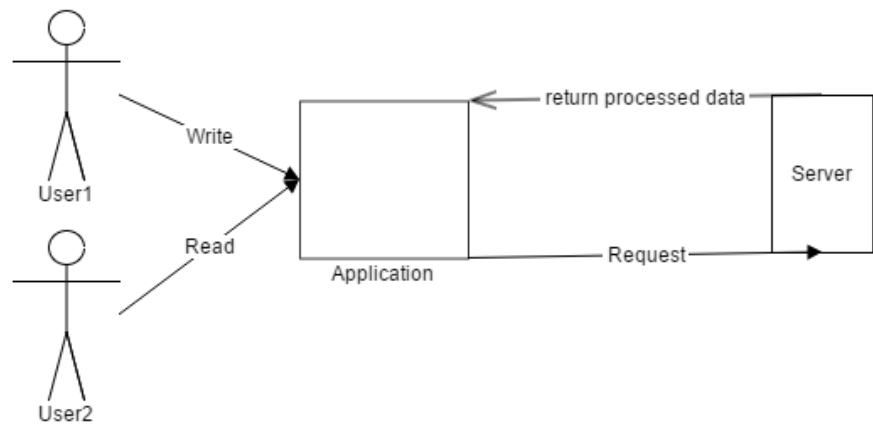 User1
Write
Read
User2
Application
return processed data
Server
Request